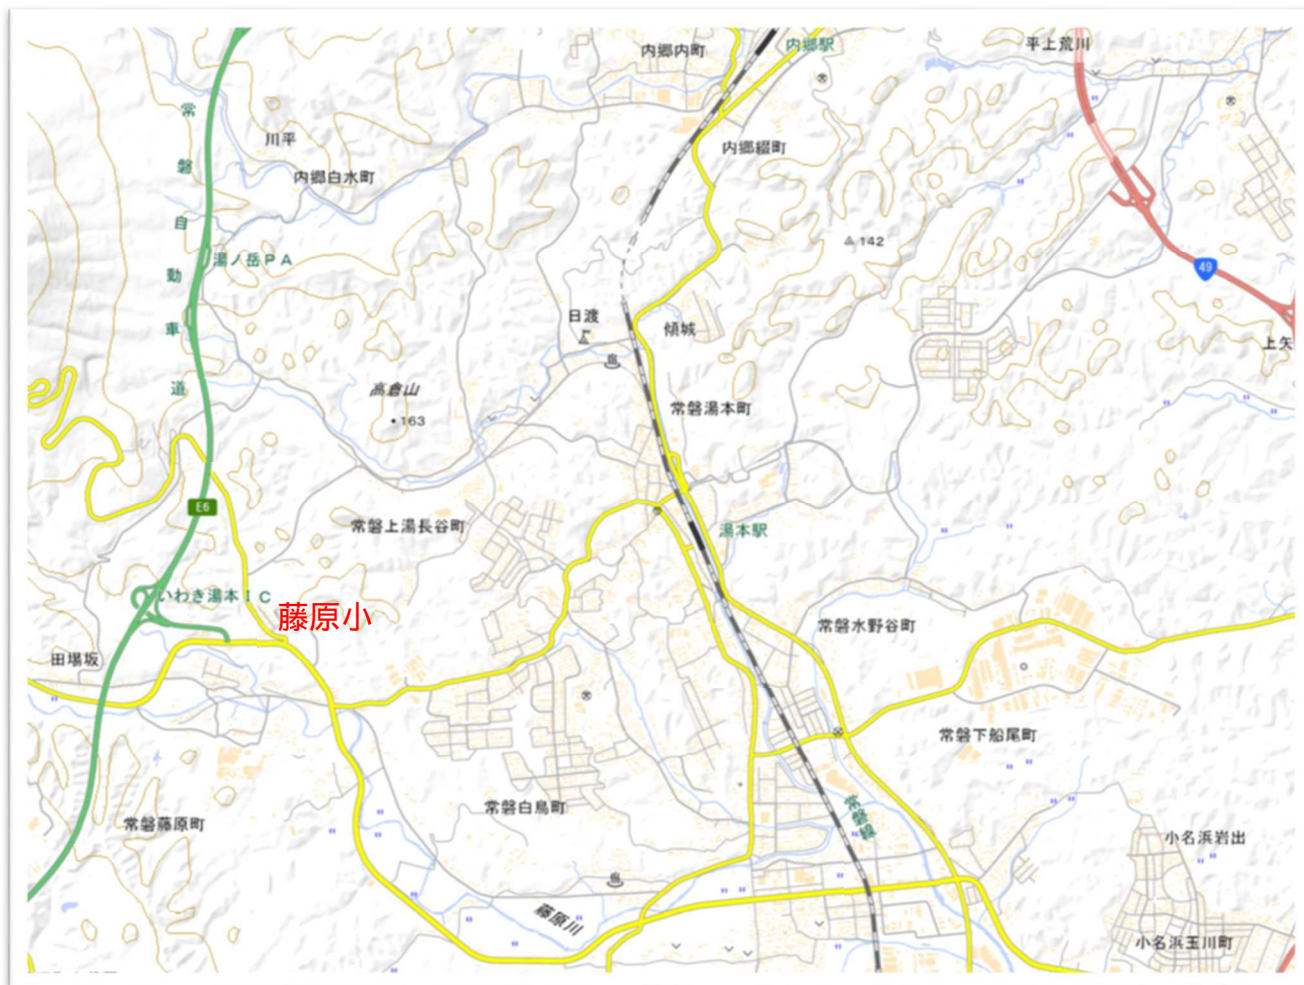 内郷内町
内郷駅
平上荒川
常磐自動車道
川平
内郷綴町
内郷白水町
142
湯ノ岳PA
49
日渡
傾城
上矢
高倉山
163
常磐湯本町
E6
常磐上湯長谷町
湯本駅
いわき湯本IC
藤原小
常磐水野谷町
田場坂
常磐下船尾町
常磐白鳥町
常磐線
常磐藤原町
小名浜岩出
藤原川
小名浜玉川町